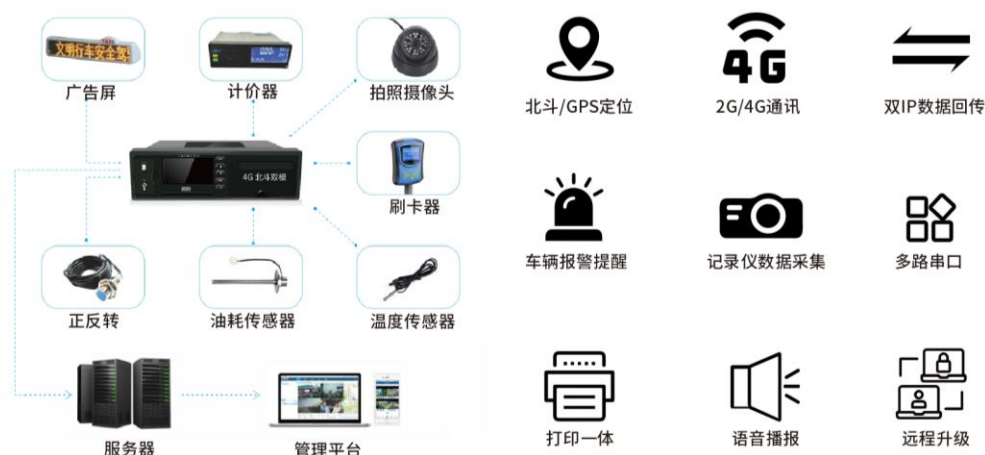 文明行车安全驾
广告屏
计价器
拍照摄像头
北斗/GPS定位
4G
2G/4G通讯
双IP数据回传
4G 北斗双模
刷卡器
车辆报警提醒
记录仪数据采集
多路串口
正反转
油耗传感器
温度传感器
服务器
管理平台
打印一体
语音播报
远程升级